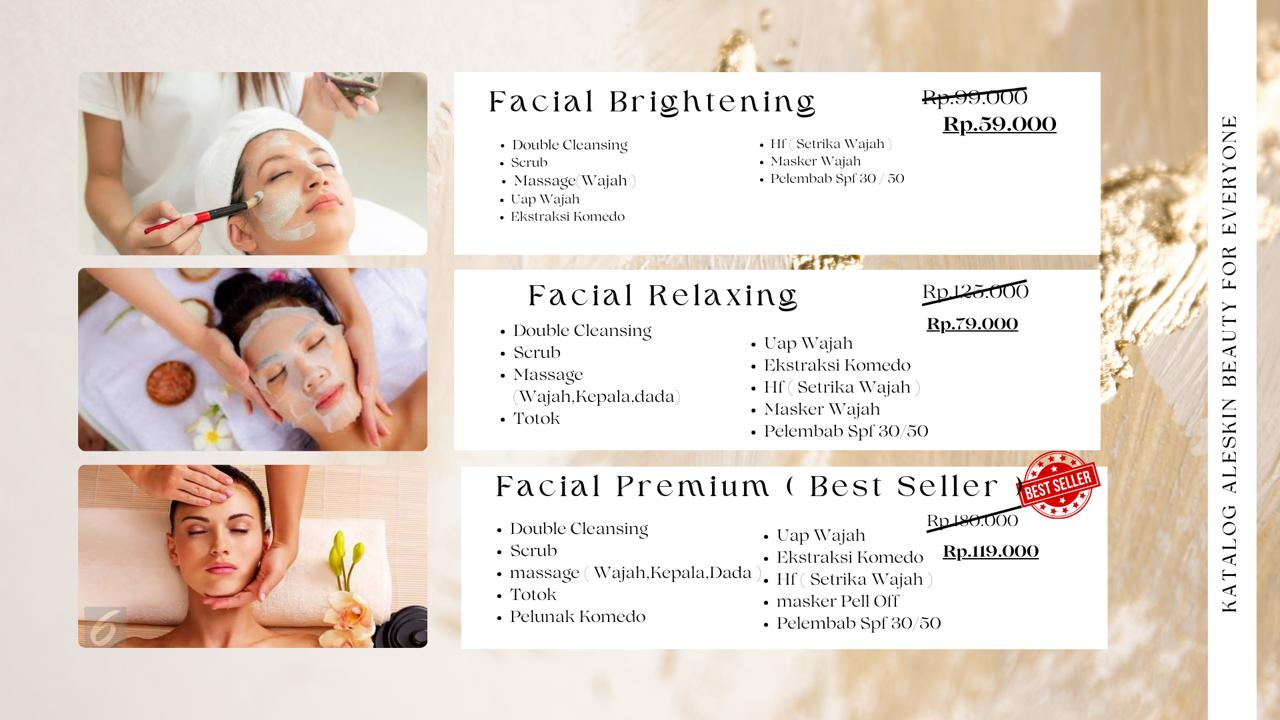 Facial Brightening
Rp.99.000
Rp.59.000
Double Cleansing
Scrub
Massage(Wajah )
Uap Wajah
Ekstraksi Komedo
Hf ( Setrika Wajah )
Masker Wajah
Pelembab Spf 30 / 50
Facial Relaxing
Rp.125.000
Rp.79.000
Double Cleansing
Scrub
Massage
(Wajah,Kepala,dada)
Totok
Uap Wajah
Ekstraksi Komedo
Hf ( Setrika Wajah )
Masker Wajah
Pelembab Spf 30/50
Facial Premium ( Best Seller )
BEST SELLER
Rp.180.000
Rp.119.000
Double Cleansing
Scrub
massage ( Wajah,Kepala,Dada )
Totok
Pelunak Komedo
Uap Wajah
Ekstraksi Komedo
Hf ( Setrika Wajah )
masker Pell Off
Pelembab Spf 30/50
6
KATALOG ALESKIN BEAUTY FOR EVERYONE